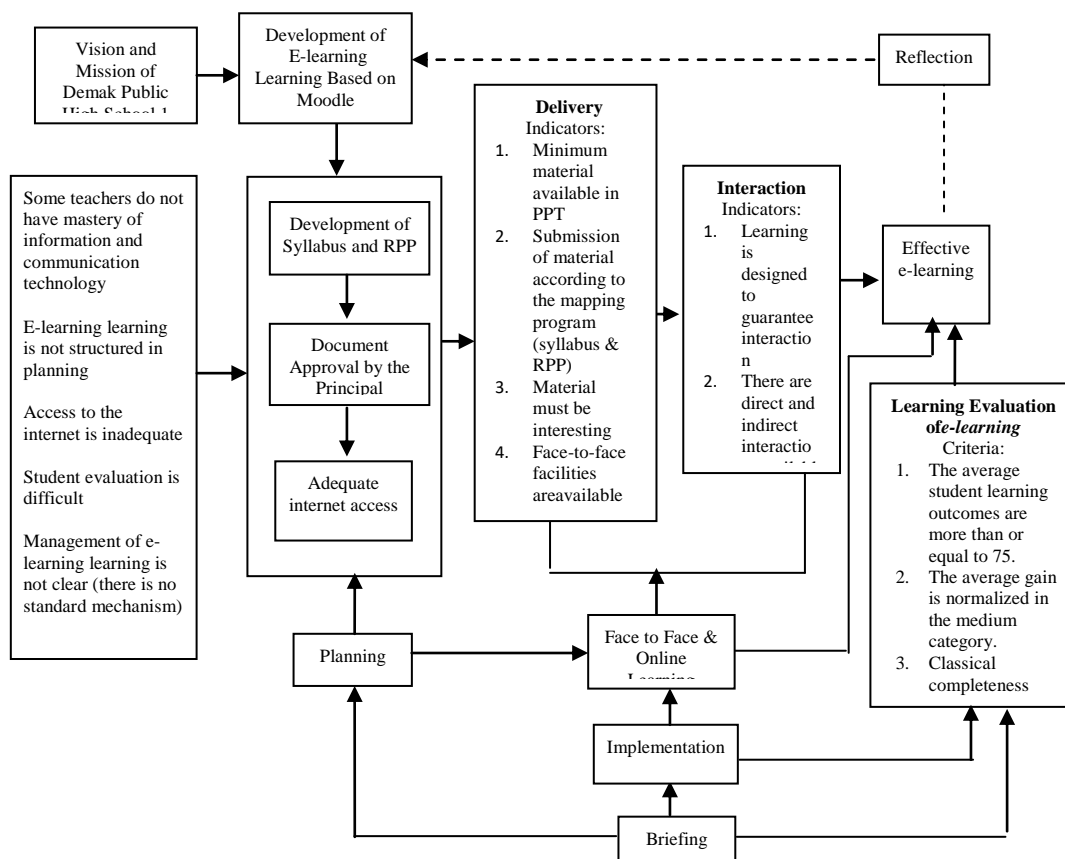 Vision and
Mission of
Demak Public
High School 1
Development of
E-learning
Learning Based on
Moodle
Reflection
Some teachers do not
have mastery of
information and
communication
technology
E-learning learning
is not structured in
planning
Access to the
internet is inadequate
Student evaluation is
difficult
Management of e-
learning learning is
not clear (there is no
standard mechanism)
Development of
Syllabus and RPP
Document
Approval by the
Principal
Adequate
internet access
Delivery
Indicators:
1. Minimum
material
available in
PPT
2. Submission
of material
according to
the mapping
program
(syllabus &
RPP)
3. Material
must be
interesting
4. Face-to-face
facilities
areavailable
Interaction
Indicators:
1. Learning
is
designed
to
guarantee
interactio
n
2. There are
direct and
indirect
interactio
Effective
e-learning
Learning Evaluation
ofe-learning
Criteria:
1. The average
student learning
outcomes are
more than or
equal to 75.
2. The average gain
is normalized in
the medium
category.
3. Classical
completeness
Planning
Face to Face &
Online
Learning
Implementation
Briefing